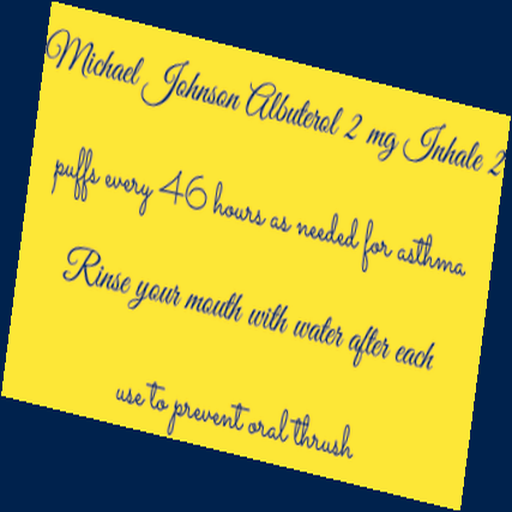 Michael Johnson Albuterol 2 mg Inhale 2
puffs every 46 hours as needed for asthma
Rinse your mouth with water after each
use to prevent oral thrush